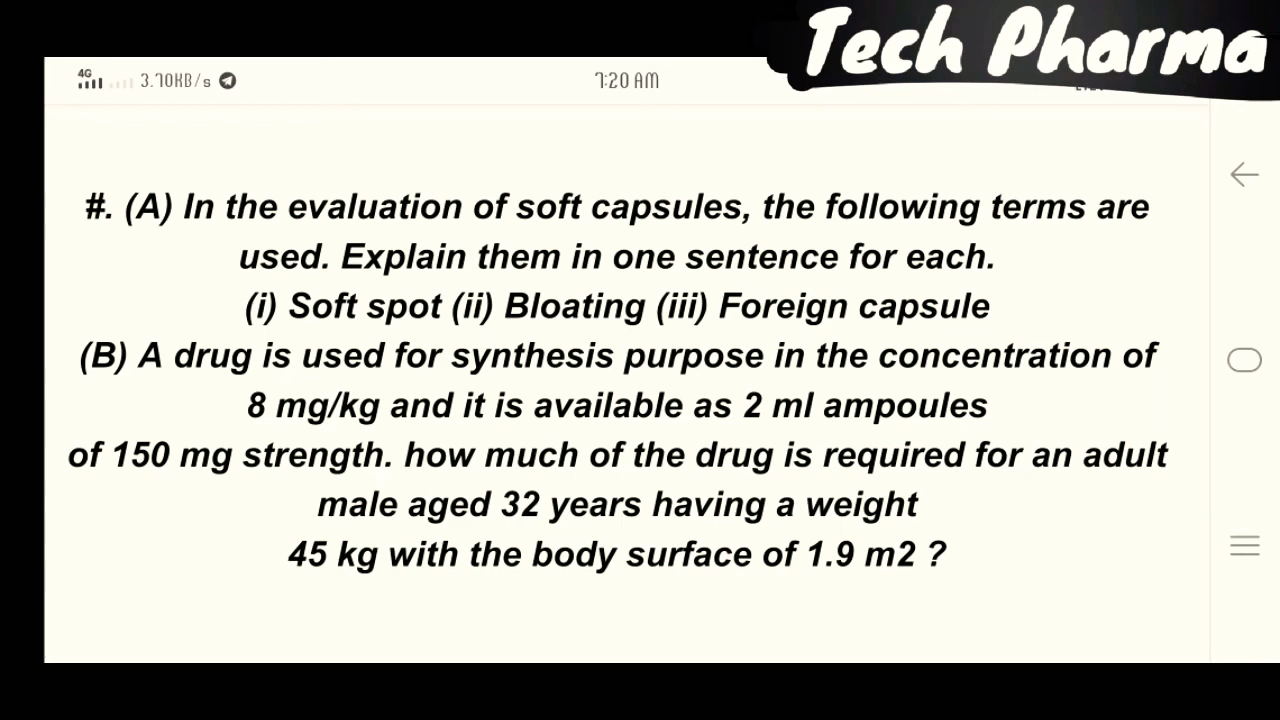 Tech Pharma
4G 3.70KB/s 7:20 AM
#. (A) In the evaluation of soft capsules, the following terms are
used. Explain them in one sentence for each.
(i) Soft spot (ii) Bloating (iii) Foreign capsule
(B) A drug is used for synthesis purpose in the concentration of
8 mg/kg and it is available as 2 ml ampoules
of 150 mg strength. how much of the drug is required for an adult
male aged 32 years having a weight
45 kg with the body surface of 1.9 m2 ?